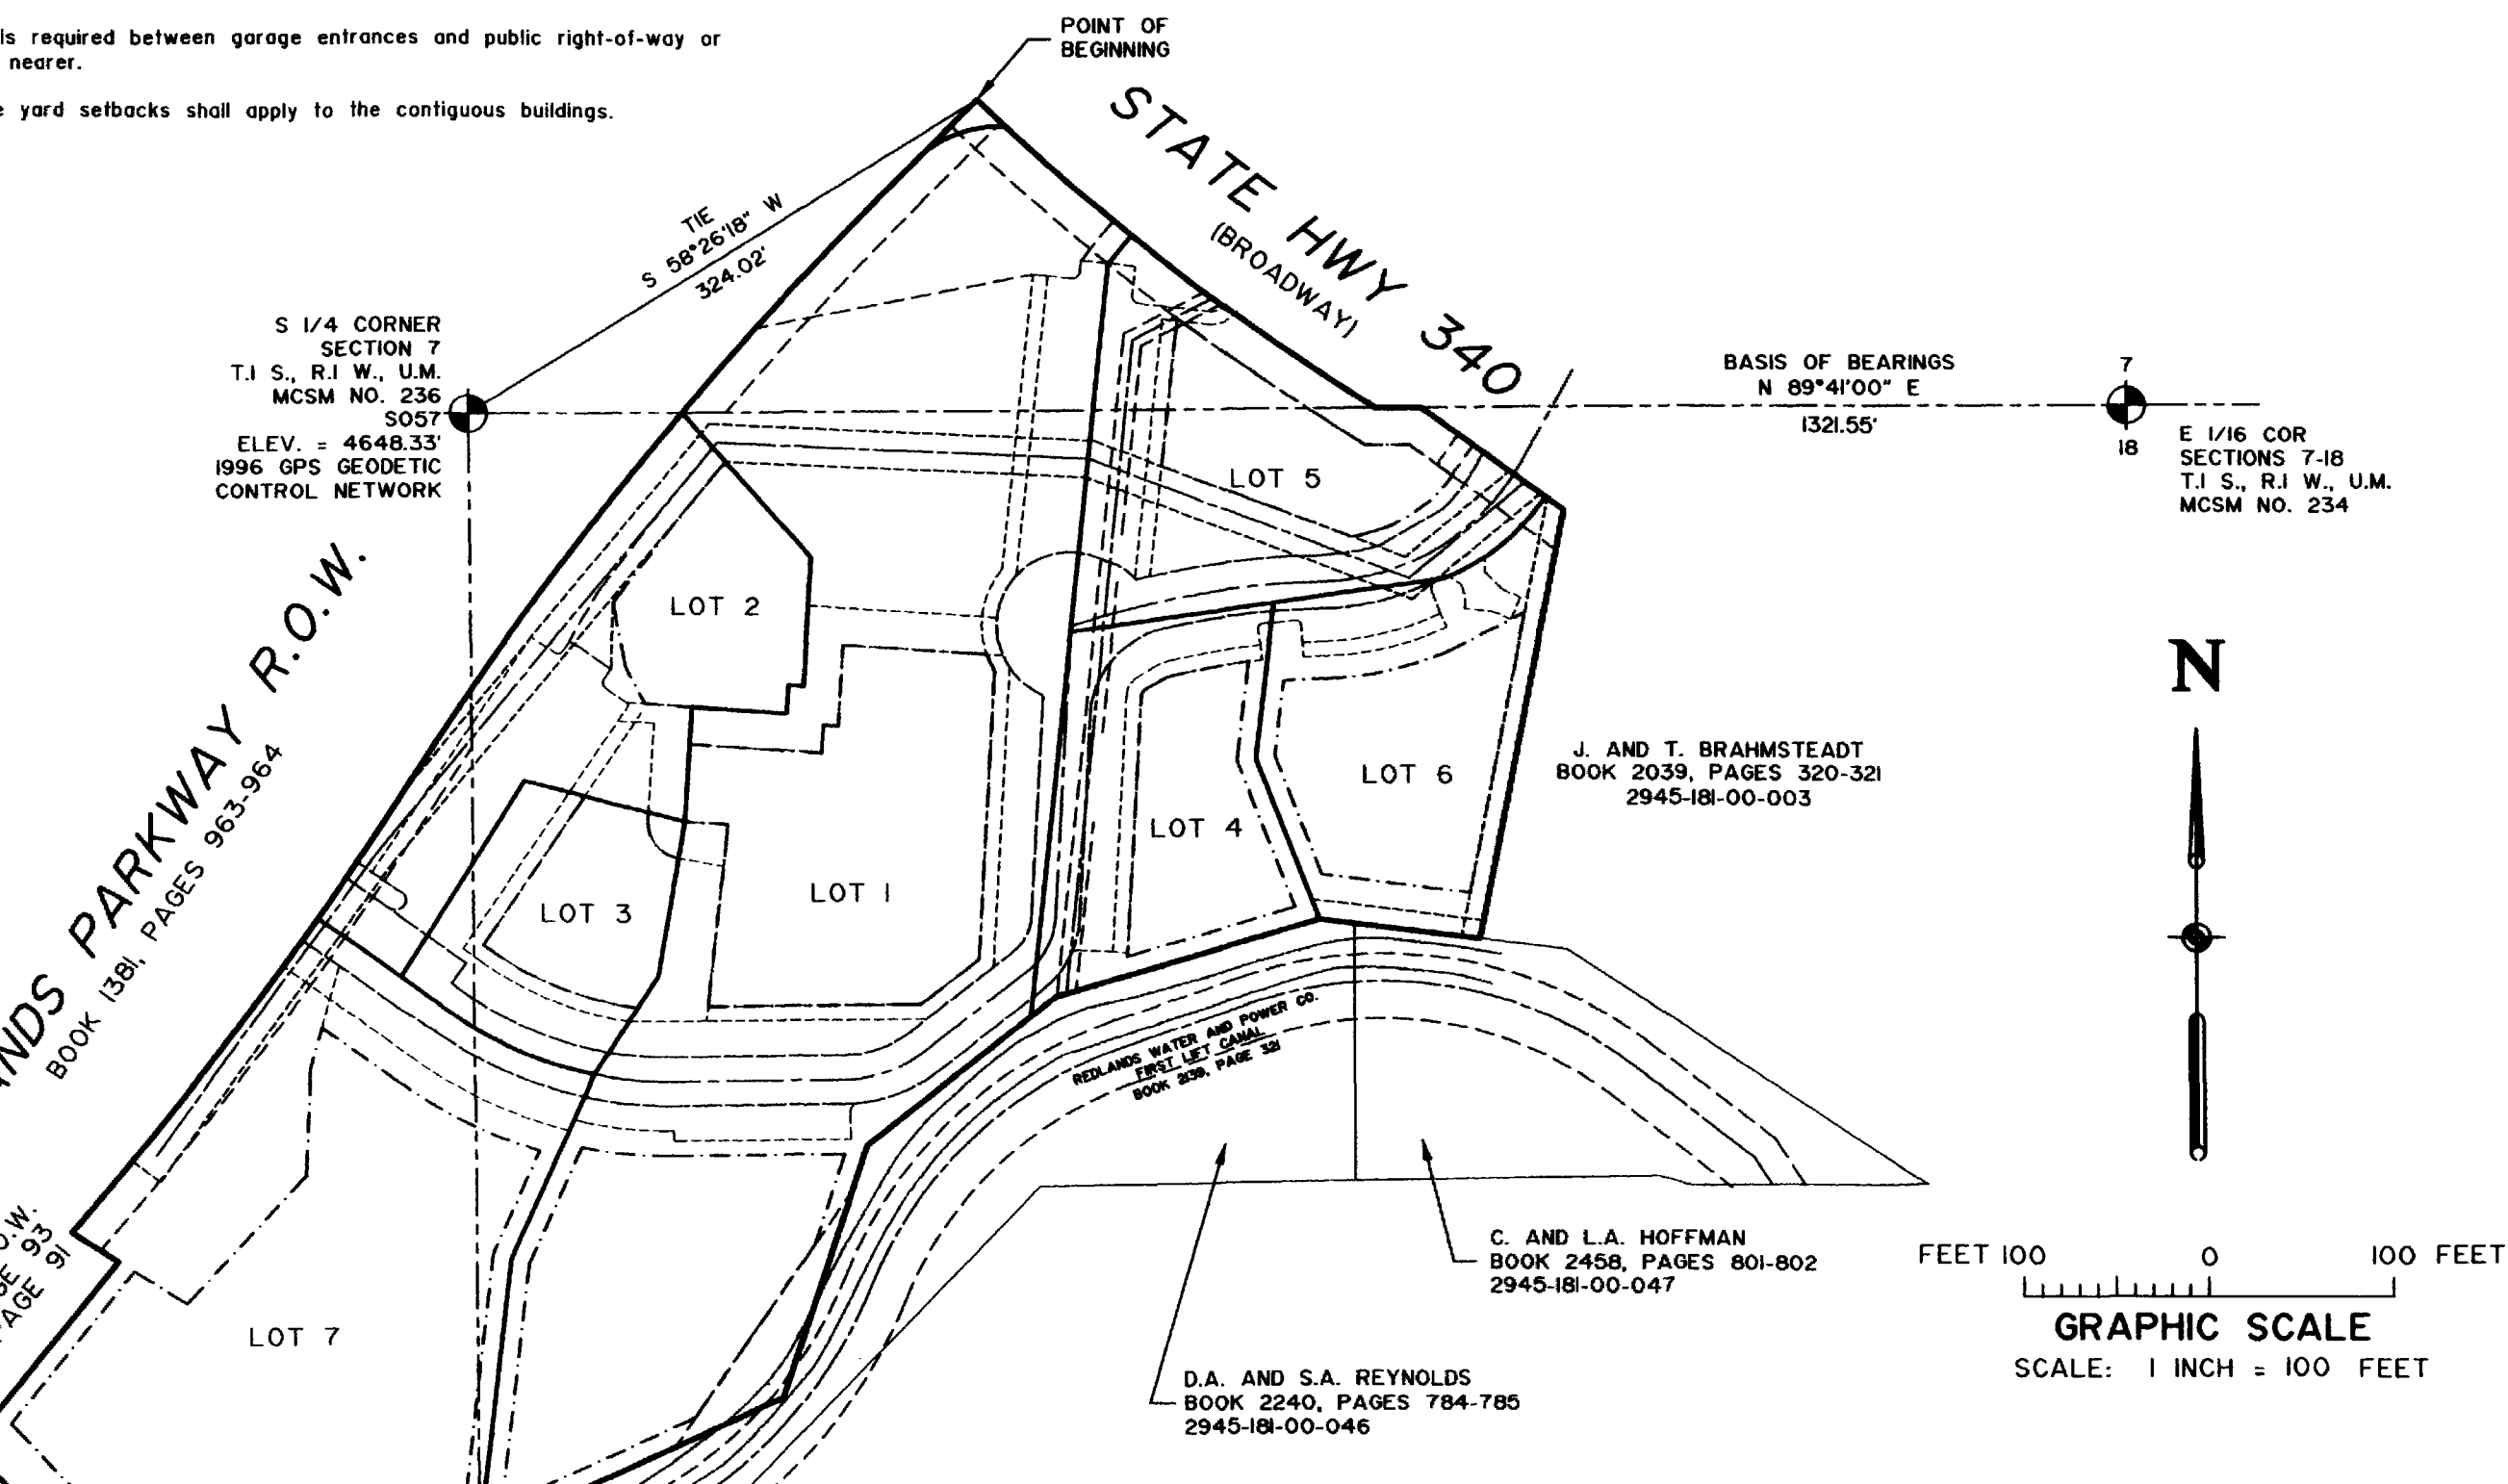 is required between garage entrances and public right-of-way or
nearer.
yard setbacks shall apply to the contiguous buildings.
POINT OF
BEGINNING
STATE HWY 340
(BROADWAY)
TIE
S 58°26'18" W
324.02'
S 1/4 CORNER
SECTION 7
T.1 S., R.1 W., U.M.
MCSM NO. 236
SO57
ELEV. = 4648.33'
1996 GPS GEODETIC
CONTROL NETWORK
BASIS OF BEARINGS
N 89°41'00" E
1321.55'
7
18
E 1/16 COR
SECTIONS 7-18
T.1 S., R.1 W., U.M.
MCSM NO. 234
LOT 5
LOT 2
PARKWAY R.O.W.
BOOK 1381, PAGES 963-964
N
J. AND T. BRAHMSTEADT
BOOK 2039, PAGES 320-321
2945-181-00-003
LOT 6
LOT 4
LOT 1
LOT 3
REDLANDS WATER AND POWER CO.
FIRST LIFT CANAL
BOOK 2139, PAGE 321
C. AND L.A. HOFFMAN
BOOK 2458, PAGES 801-802
2945-181-00-047
D.A. AND S.A. REYNOLDS
BOOK 2240, PAGES 784-785
2945-181-00-046
LOT 7
93
91
FEET 100 0 100 FEET
GRAPHIC SCALE
SCALE: 1 INCH = 100 FEET